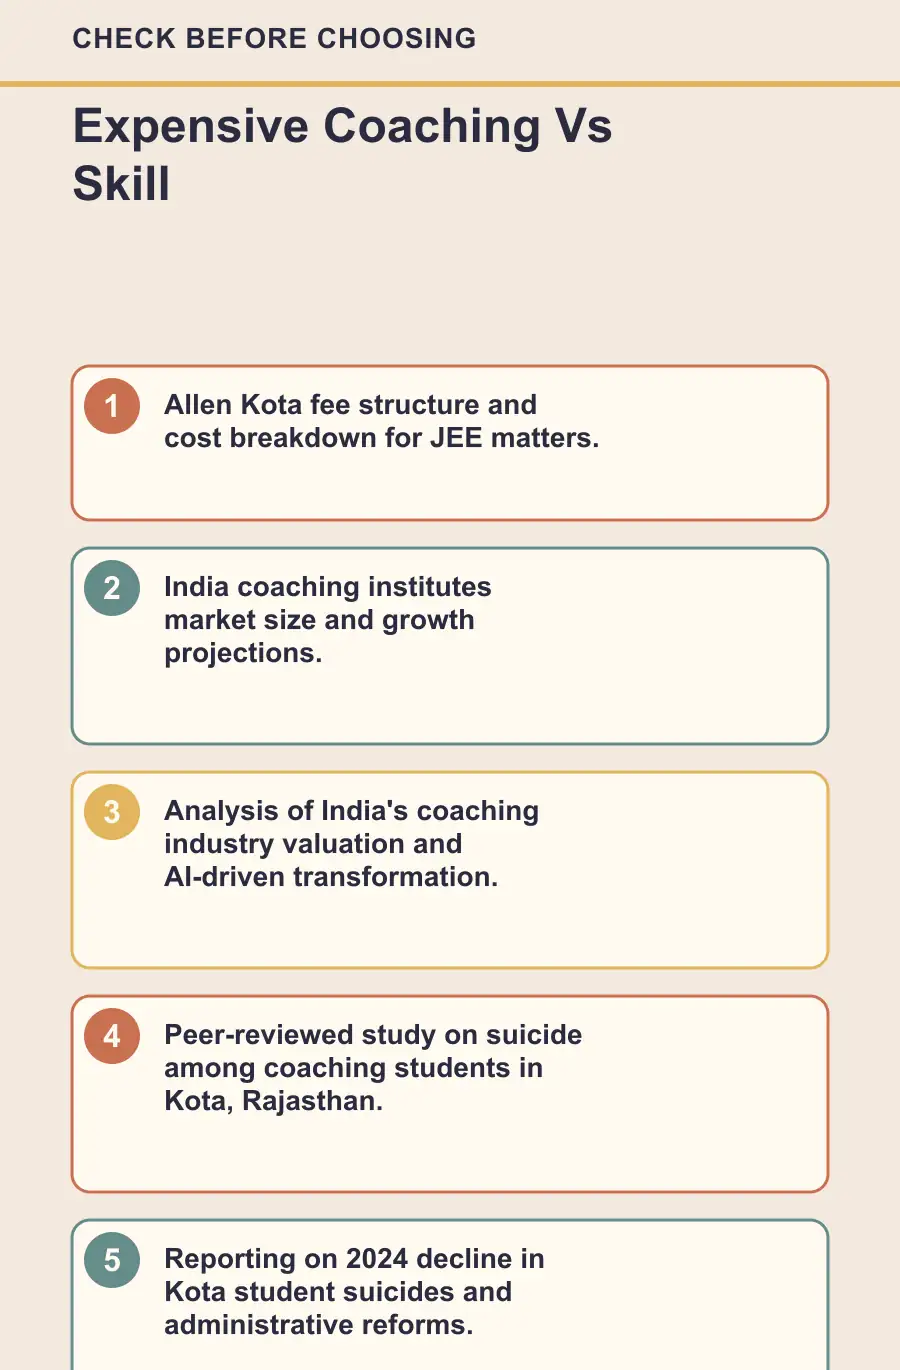 CHECK BEFORE CHOOSING
Expensive Coaching Vs
Skill
1
Allen Kota fee structure and
cost breakdown for JEE matters.
2
India coaching institutes
market size and growth
projections.
3
Analysis of India's coaching
industry valuation and
AI-driven transformation.
4
Peer-reviewed study on suicide
among coaching students in
Kota, Rajasthan.
5
Reporting on 2024 decline in
Kota student suicides and
administrative reforms.